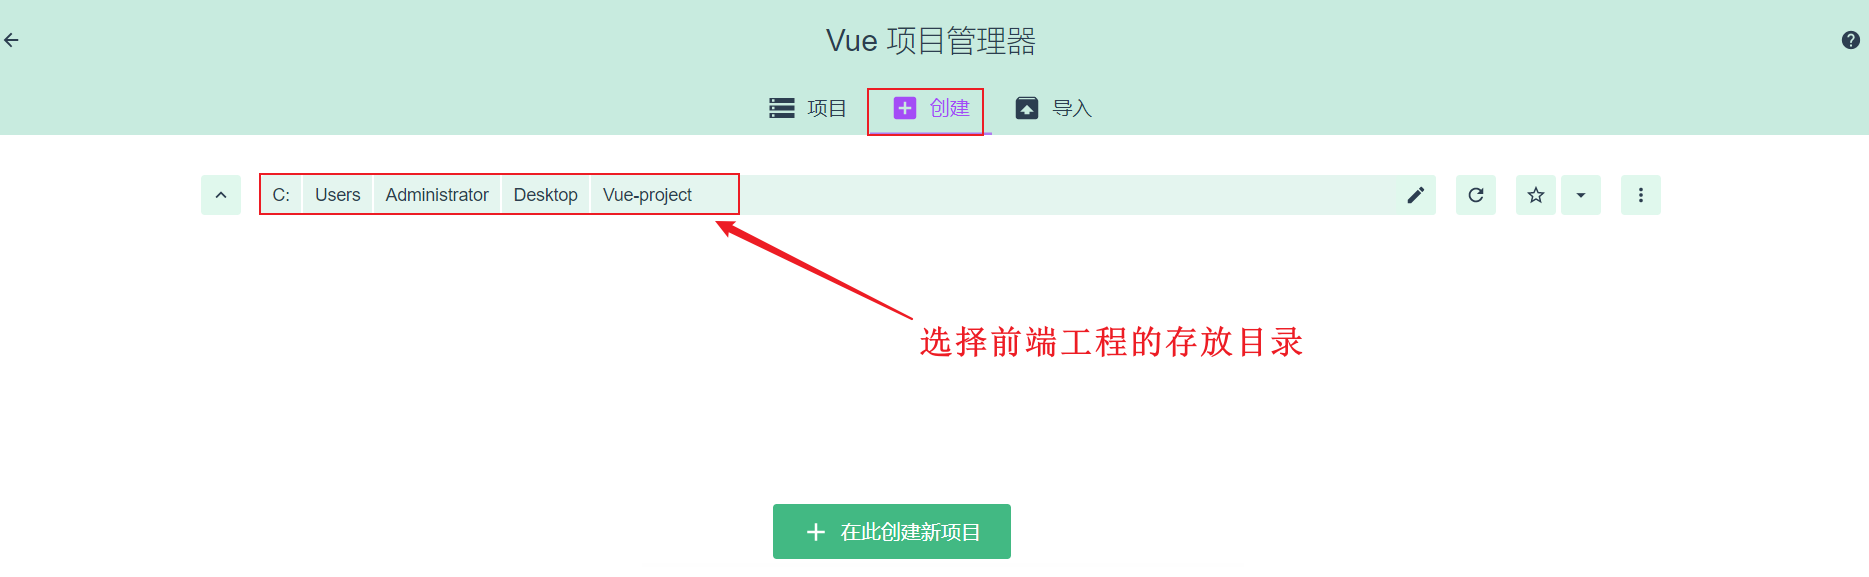 Vue 项目管理器
项目 创建 导入
C: Users Administrator Desktop Vue-project
选择前端工程的存放目录
在此创建新项目